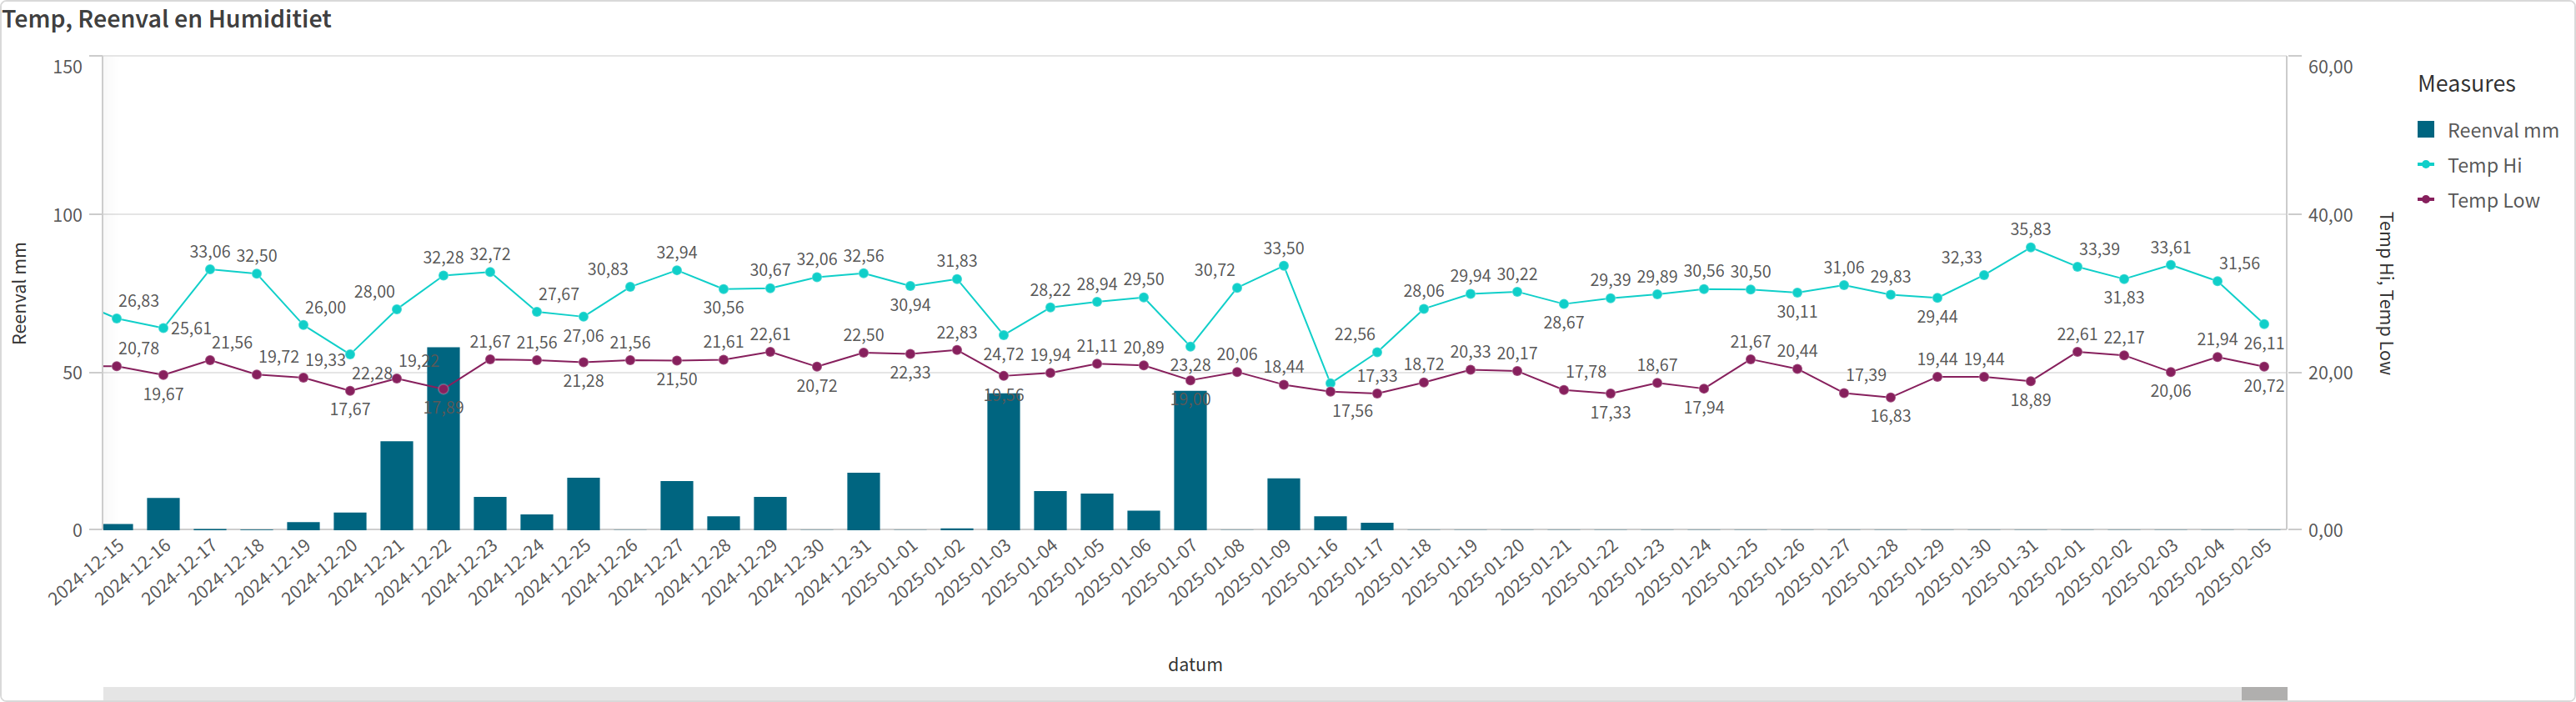 Temp, Reenval en Humiditiet
150
100
50
0
Reenval mm
60,00
40,00
20,00
0,00
Temp Hi, Temp Low
Measures
Reenval mm
Temp Hi
Temp Low
26,83 25,61 33,06 32,50 26,00 22,28 28,00 32,28 32,72 27,67 27,06 30,83 32,94 30,56 30,67 32,06 32,56 30,94 31,83 24,72 28,22 28,94 29,50 23,28 30,72 33,50 22,56 28,06 29,94 30,22 28,67 29,39 29,89 30,56 30,50 30,11 31,06 29,83 29,44 32,33 35,83 33,39 31,83 33,61 31,56 26,11
20,78 19,67 21,56 19,72 19,33 17,67 19,22 17,89 21,67 21,56 21,28 21,56 21,50 21,61 22,61 20,72 22,50 22,33 22,83 19,56 19,94 21,11 20,89 19,00 20,06 18,44 17,56 17,33 18,72 20,33 20,17 17,78 17,33 18,67 17,94 21,67 20,44 17,39 16,83 19,44 19,44 18,89 22,61 22,17 20,06 21,94 20,72
2024-12-15 2024-12-16 2024-12-17 2024-12-18 2024-12-19 2024-12-20 2024-12-21 2024-12-22 2024-12-23 2024-12-24 2024-12-25 2024-12-26 2024-12-27 2024-12-28 2024-12-29 2024-12-30 2024-12-31 2025-01-01 2025-01-02 2025-01-03 2025-01-04 2025-01-05 2025-01-06 2025-01-07 2025-01-08 2025-01-09 2025-01-16 2025-01-17 2025-01-18 2025-01-19 2025-01-20 2025-01-21 2025-01-22 2025-01-23 2025-01-24 2025-01-25 2025-01-26 2025-01-27 2025-01-28 2025-01-29 2025-01-30 2025-01-31 2025-02-01 2025-02-02 2025-02-03 2025-02-04 2025-02-05
datum